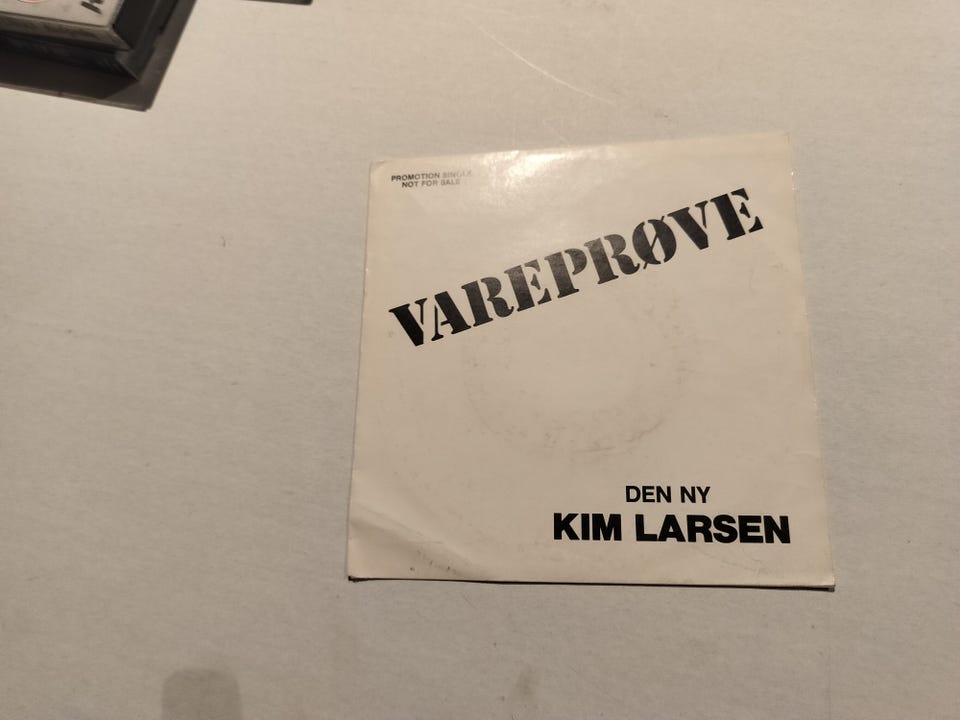 PROMOTION SINGLE
NOT FOR SALE
VAREPRØVE
DEN NY
KIM LARSEN